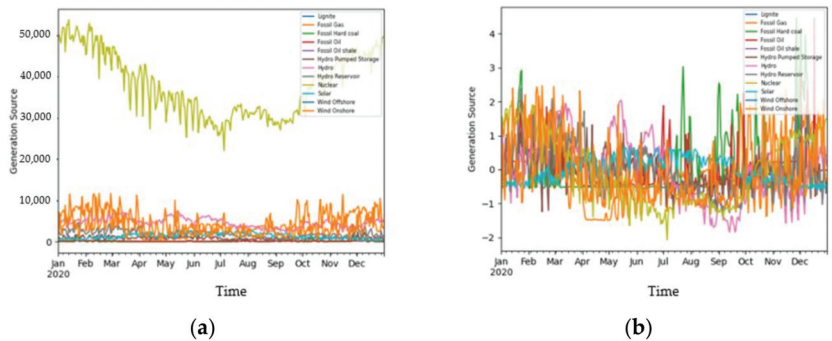 50,000
40,000
30,000
20,000
10,000
0
Generation Source
Lignite
Fossil Gas
Fossil Hard coal
Fossil Oil
Fossil Oil shale
Hydro Pumped Storage
Hydro
Hydro Reservoir
Nuclear
Solar
Wind Offshore
Wind Onshore
Jan Feb Mar Apr May Jun Jul Aug Sep Oct Nov Dec
2020
Time
(a)
4
3
2
1
0
−1
−2
Generation Source
Lignite
Fossil Gas
Fossil Hard coal
Fossil Oil
Fossil Oil shale
Hydro Pumped Storage
Hydro
Hydro Reservoir
Nuclear
Solar
Wind Offshore
Wind Onshore
Jan Feb Mar Apr May Jun Jul Aug Sep Oct Nov Dec
2020
Time
(b)